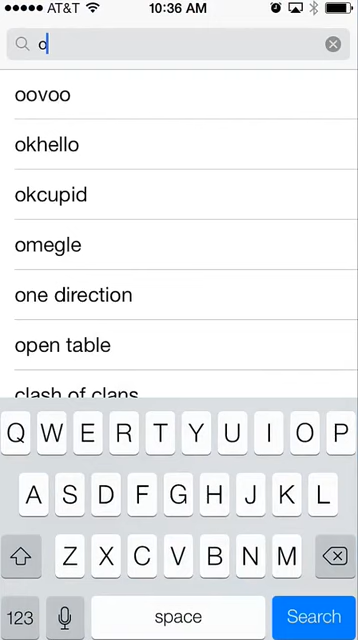 AT&T 10:36 AM
o
oovoo
okhello
okcupid
omegle
one direction
open table
clash of clans
Q W E R T Y U I O P
A S D F G H J K L
Z X C V B N M
123 space Search